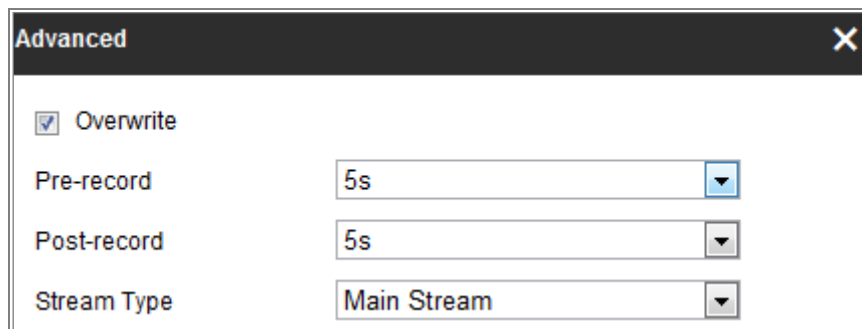 Advanced
Overwrite
Pre-record 5s
Post-record 5s
Stream Type Main Stream